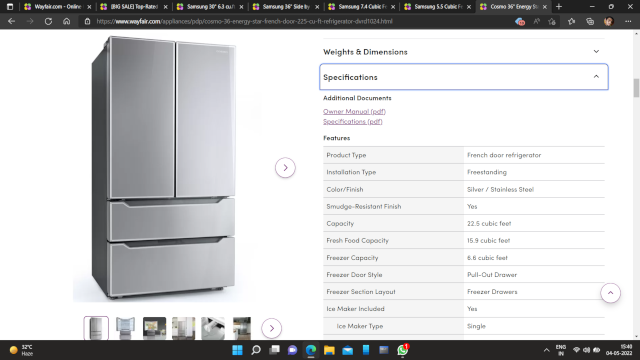 Wayfair.com - Online
[BIG SALE] Top-Rated
Samsung 30" 6.3 cu.f
Samsung 36" Side by
Samsung 7.4 Cubic F
Samsung 5.5 Cubic F
Cosmo 36" Energy St
https://www.wayfair.com/appliances/pdp/cosmo-36-energy-star-french-door-225-cu-ft-refrigerator-dvrd1024.html
Weights & Dimensions
Specifications
Additional Documents
Owner Manual (pdf)
Specifications (pdf)
Features
Product Type French door refrigerator
Installation Type Freestanding
Color/Finish Silver / Stainless Steel
Smudge-Resistant Finish Yes
Capacity 22.5 cubic feet
Fresh Food Capacity 15.9 cubic feet
Freezer Capacity 6.6 cubic feet
Freezer Door Style Pull-Out Drawer
Freezer Section Layout Freezer Drawers
Ice Maker Included Yes
Ice Maker Type Single
32°C
Haze
ENG
IN
15:40
04-05-2022